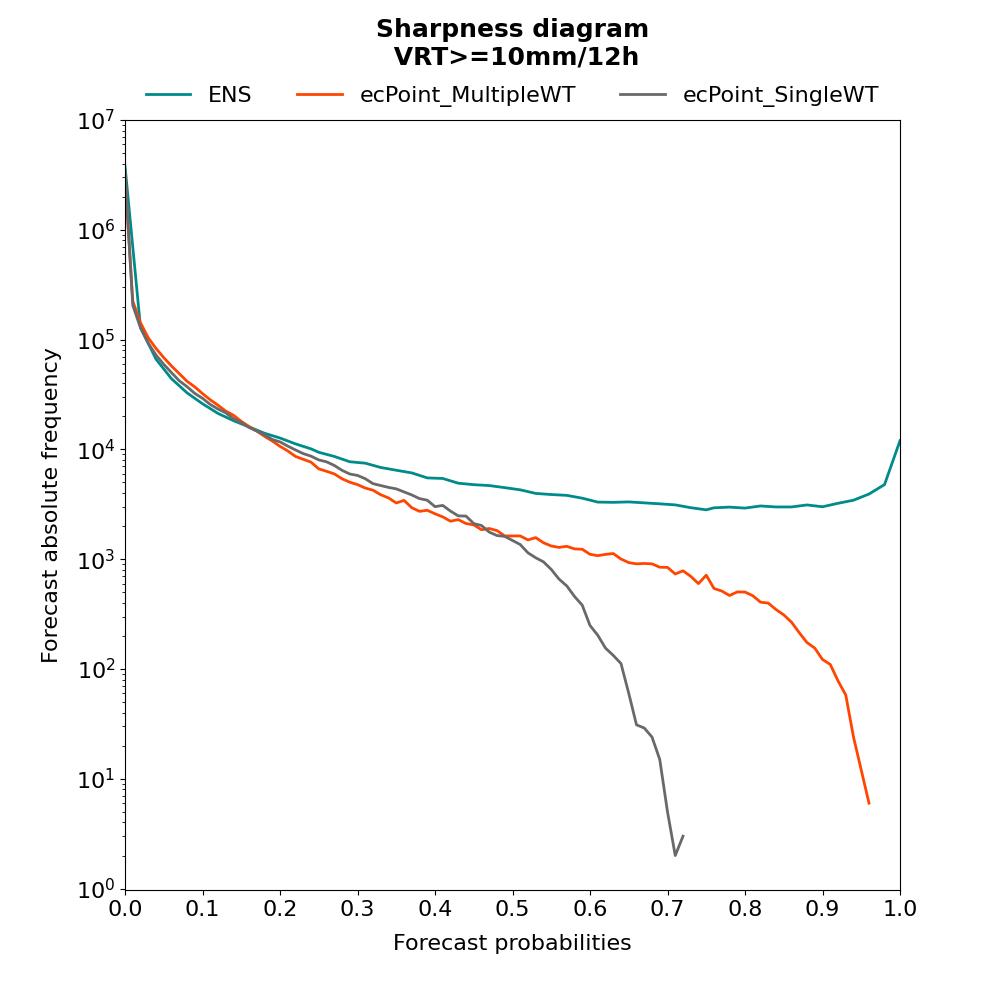 Sharpness diagram
VRT>=10mm/12h
ENS ecPoint_MultipleWT ecPoint_SingleWT
10^7
10^6
10^5
10^4
10^3
10^2
10^1
10^0
Forecast absolute frequency
0.0 0.1 0.2 0.3 0.4 0.5 0.6 0.7 0.8 0.9 1.0
Forecast probabilities